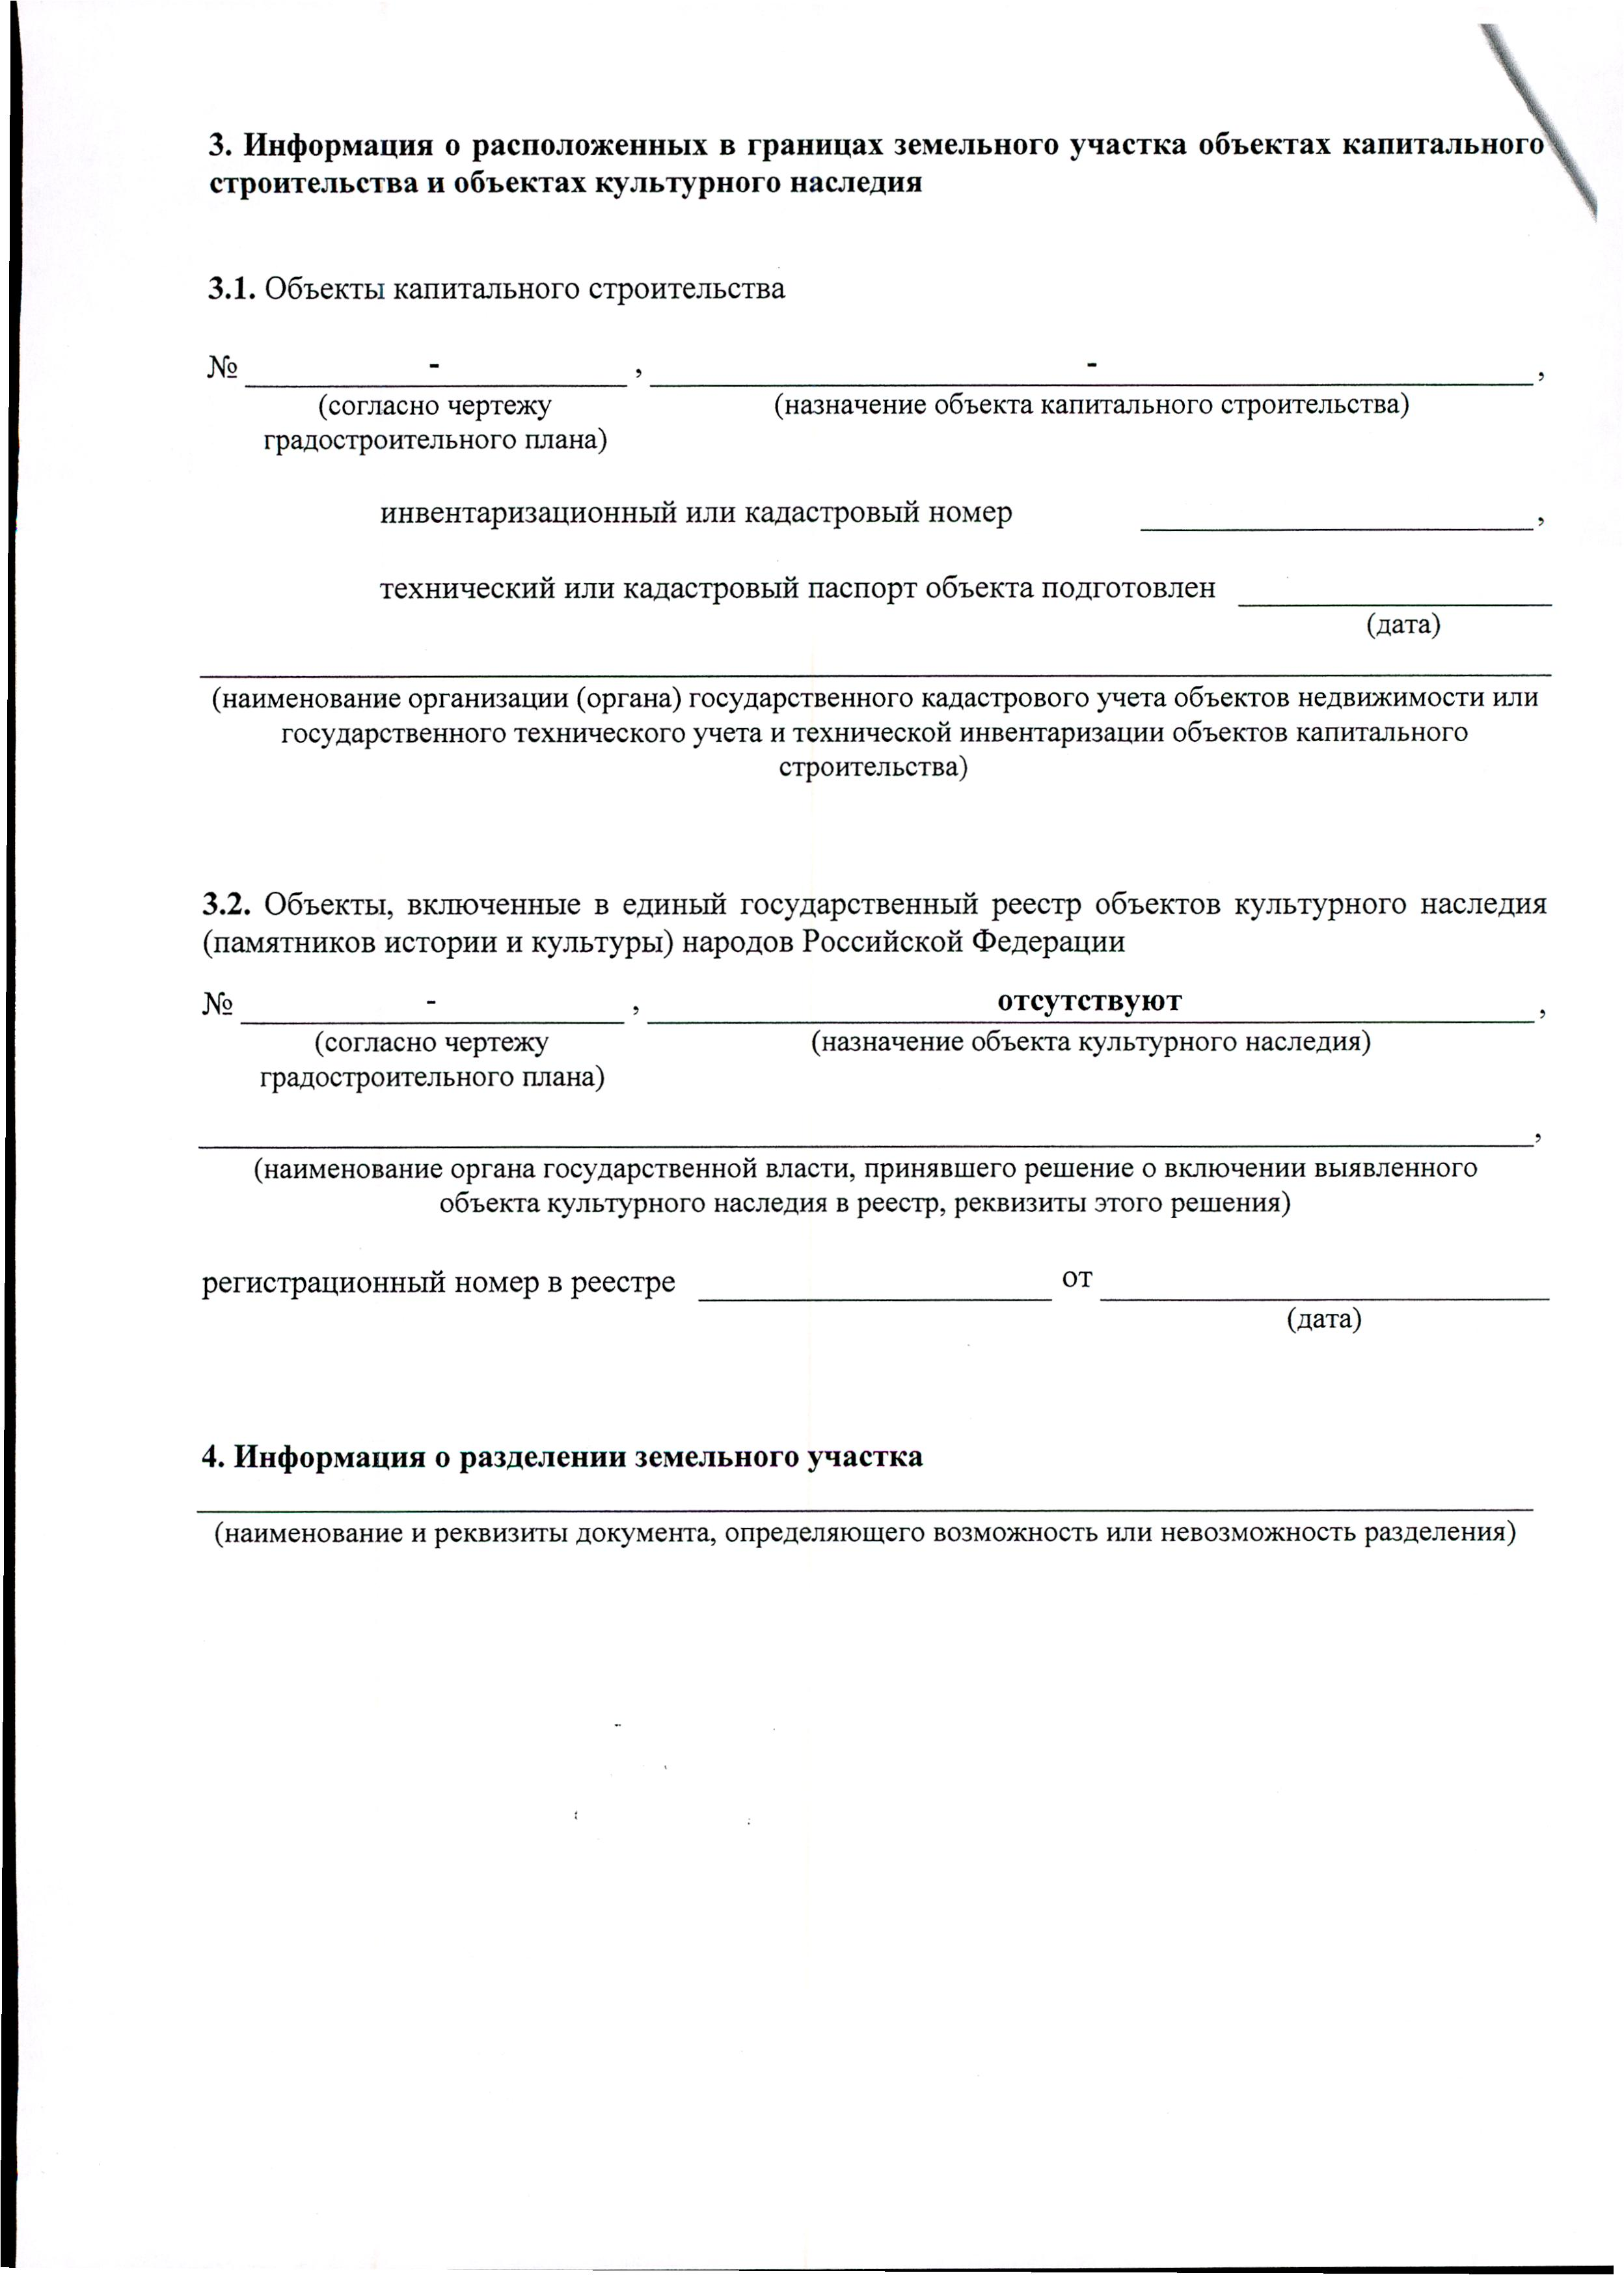 3. Информация о расположенных в границах земельного участка объектах капитального
строительства и объектах культурного наследия
3.1. Объекты капитального строительства
№ - , - ,
(согласно чертежу (назначение объекта капитального строительства)
градостроительного плана)
инвентаризационный или кадастровый номер ,
технический или кадастровый паспорт объекта подготовлен
(дата)
(наименование организации (органа) государственного кадастрового учета объектов недвижимости или
государственного технического учета и технической инвентаризации объектов капитального
строительства)
3.2. Объекты, включенные в единый государственный реестр объектов культурного наследия
(памятников истории и культуры) народов Российской Федерации
№ - , отсутствуют ,
(согласно чертежу (назначение объекта культурного наследия)
градостроительного плана)
,
(наименование органа государственной власти, принявшего решение о включении выявленного
объекта культурного наследия в реестр, реквизиты этого решения)
регистрационный номер в реестре от
(дата)
4. Информация о разделении земельного участка
(наименование и реквизиты документа, определяющего возможность или невозможность разделения)